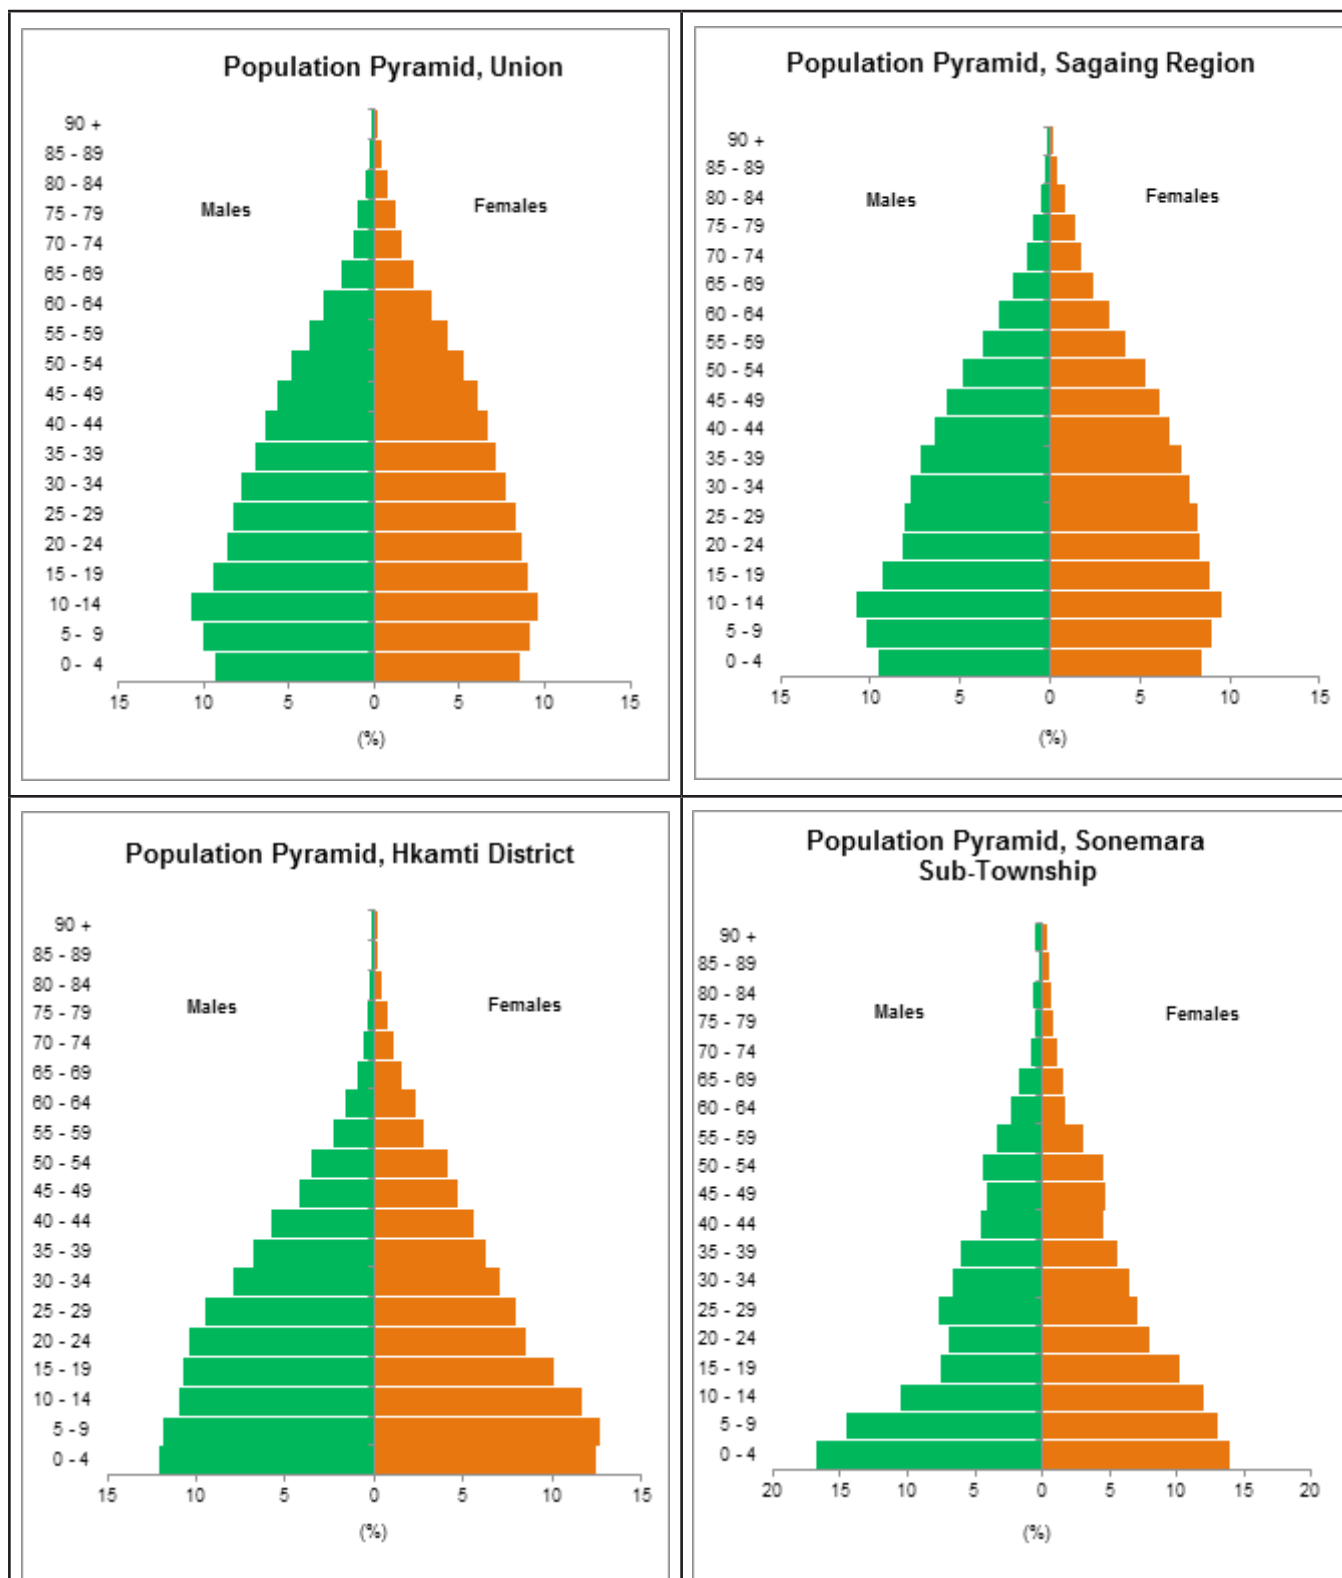 Population Pyramid, Union
90 +
85 - 89
80 - 84
75 - 79
70 - 74
65 - 69
60 - 64
55 - 59
50 - 54
45 - 49
40 - 44
35 - 39
30 - 34
25 - 29
20 - 24
15 - 19
10 -14
5 - 9
0 - 4
Males
Females
15 10 5 0 5 10 15
(%)
Population Pyramid, Sagaing Region
90 +
85 - 89
80 - 84
75 - 79
70 - 74
65 - 69
60 - 64
55 - 59
50 - 54
45 - 49
40 - 44
35 - 39
30 - 34
25 - 29
20 - 24
15 - 19
10 - 14
5 - 9
0 - 4
Males
Females
15 10 5 0 5 10 15
(%)
Population Pyramid, Hkamti District
90 +
85 - 89
80 - 84
75 - 79
70 - 74
65 - 69
60 - 64
55 - 59
50 - 54
45 - 49
40 - 44
35 - 39
30 - 34
25 - 29
20 - 24
15 - 19
10 - 14
5 - 9
0 - 4
Males
Females
15 10 5 0 5 10 15
(%)
Population Pyramid, Sonemara
Sub-Township
90 +
85 - 89
80 - 84
75 - 79
70 - 74
65 - 69
60 - 64
55 - 59
50 - 54
45 - 49
40 - 44
35 - 39
30 - 34
25 - 29
20 - 24
15 - 19
10 - 14
5 - 9
0 - 4
Males
Females
20 15 10 5 0 5 10 15 20
(%)